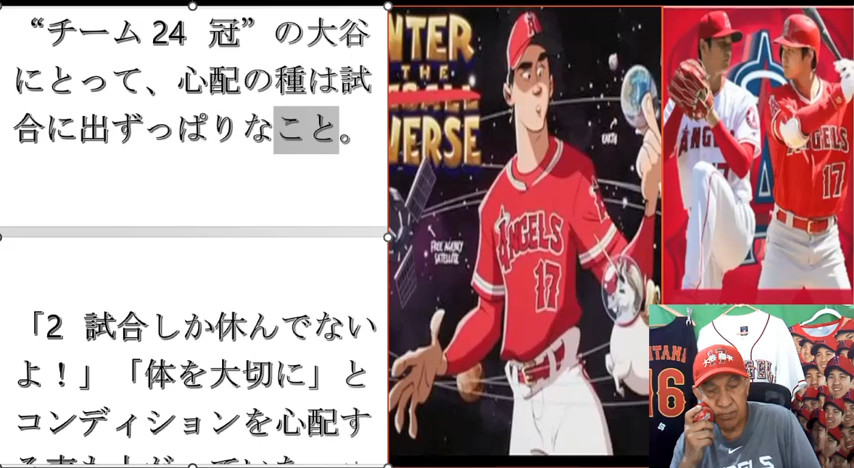 “チーム 24 冠” の大谷
にとって、心配の種は試
合に出ずっぱりなこと。
「2 試合しか休んでない
よ！」「体を大切に」と
コンディションを心配す
NTER
THE
VERSE
EARTH
FREE AGENCY
SATELLITE
ANGELS
17
ANGELS
ANGELS
17
16